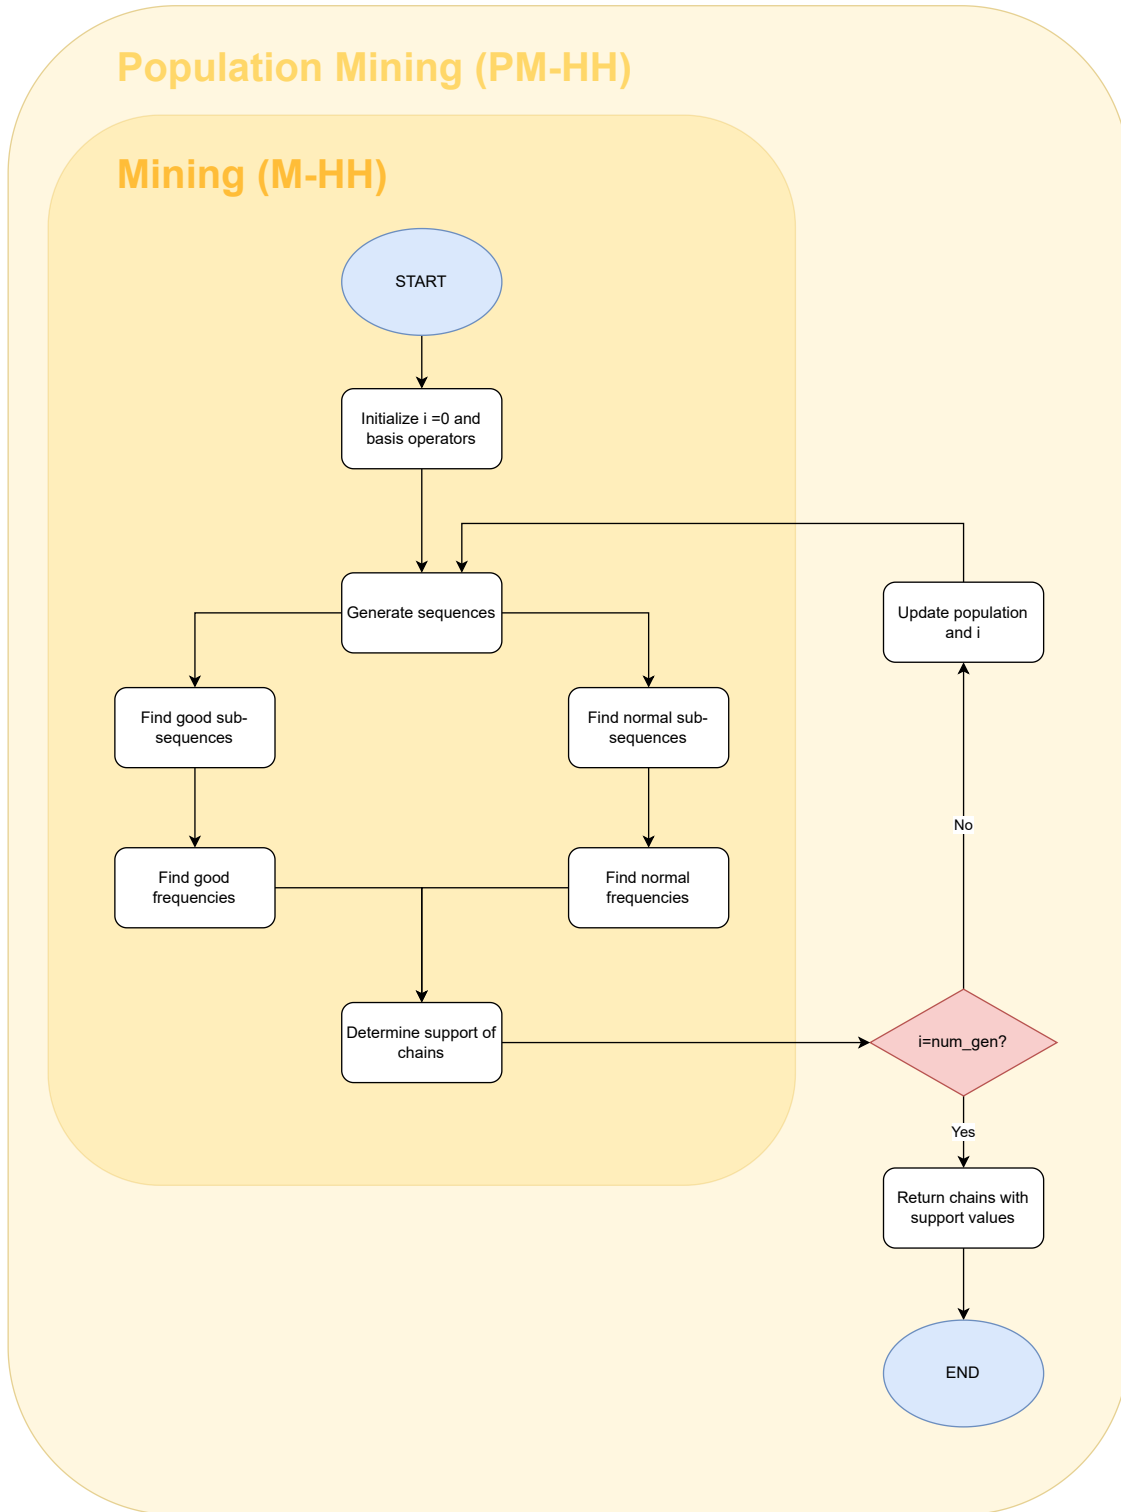 Population Mining (PM-HH)
Mining (M-HH)
START
Initialize i =0 and
basis operators
Generate sequences
Update population
and i
Find good sub-
sequences
Find normal sub-
sequences
No
Find good
frequencies
Find normal
frequencies
Determine support of
chains
i=num_gen?
Yes
Return chains with
support values
END